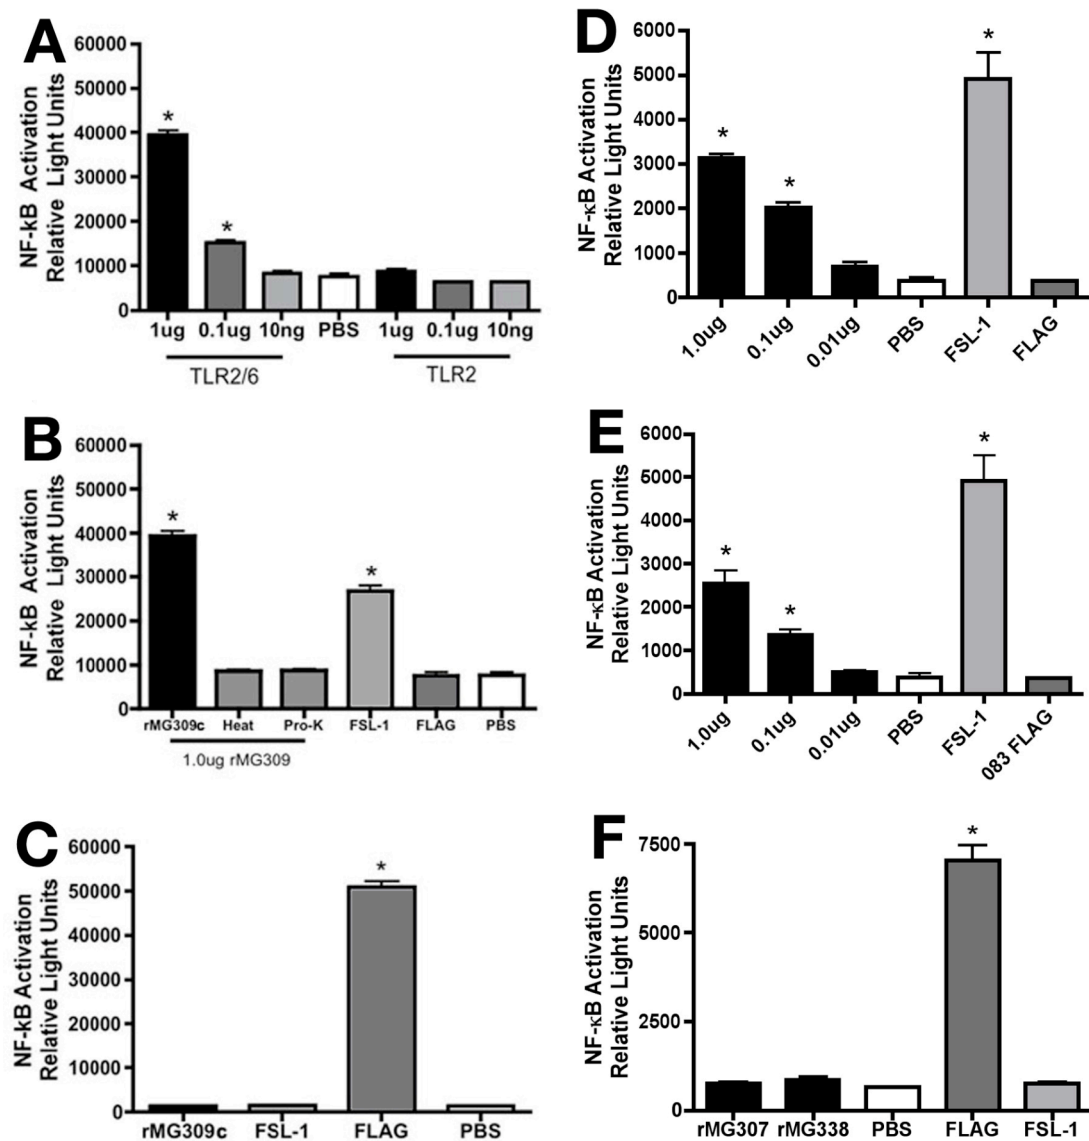 A
NF-kB Activation
Relative Light Units
60000
50000
40000
30000
20000
10000
0
*
*
1ug 0.1ug 10ng PBS 1ug 0.1ug 10ng
TLR2/6 TLR2
B
NF-kB Activation
Relative Light Units
60000
50000
40000
30000
20000
10000
0
*
*
rMG309c Heat Pro-K FSL-1 FLAG PBS
1.0ug rMG309
C
NF-kB Activation
Relative Light Units
60000
50000
40000
30000
20000
10000
0
*
rMG309c FSL-1 FLAG PBS
D
NF-κB Activation
Relative Light Units
6000
5000
4000
3000
2000
1000
0
*
*
*
1.0ug 0.1ug 0.01ug PBS FSL-1 FLAG
E
NF-κB Activation
Relative Light Units
6000
5000
4000
3000
2000
1000
0
*
*
*
1.0ug 0.1ug 0.01ug PBS FSL-1 083 FLAG
F
NF-κB Activation
Relative Light Units
7500
5000
2500
0
*
rMG307 rMG338 PBS FLAG FSL-1